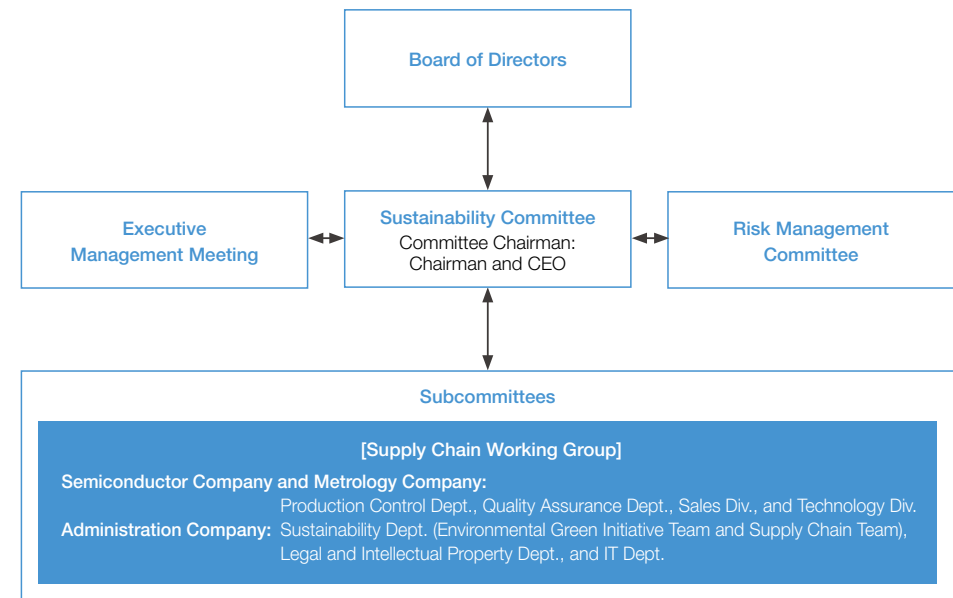 Board of Directors
Executive
Management Meeting
Sustainability Committee
Committee Chairman:
Chairman and CEO
Risk Management
Committee
Subcommittees
[Supply Chain Working Group]
Semiconductor Company and Metrology Company:
Production Control Dept., Quality Assurance Dept., Sales Div., and Technology Div.
Administration Company: Sustainability Dept. (Environmental Green Initiative Team and Supply Chain Team),
Legal and Intellectual Property Dept., and IT Dept.